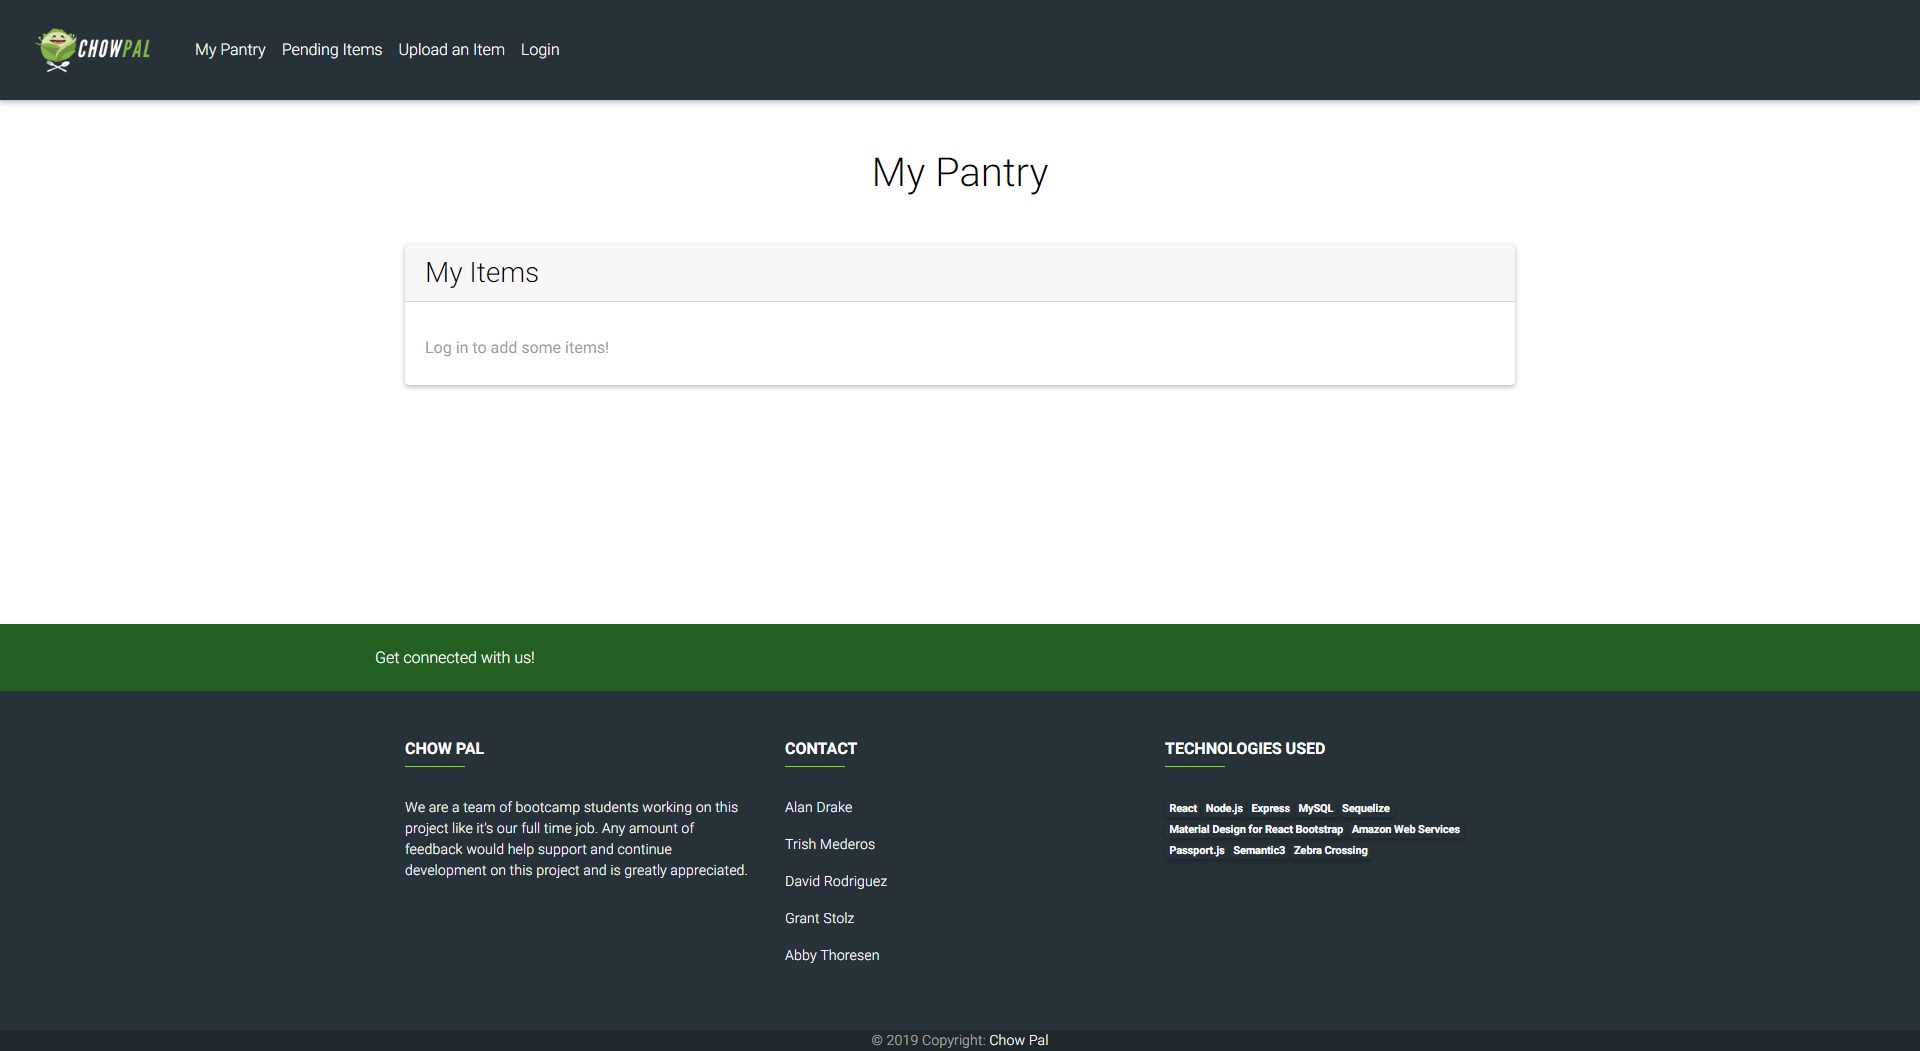 CHOWPAL
My Pantry Pending Items Upload an Item Login
My Pantry
My Items
Log in to add some items!
Get connected with us!
CHOW PAL
We are a team of bootcamp students working on this
project like it's our full time job. Any amount of
feedback would help support and continue
development on this project and is greatly appreciated.
CONTACT
Alan Drake
Trish Mederos
David Rodriguez
Grant Stolz
Abby Thoresen
TECHNOLOGIES USED
React Node.js Express MySQL Sequelize
Material Design for React Bootstrap Amazon Web Services
Passport.js Semantic3 Zebra Crossing
© 2019 Copyright: Chow Pal